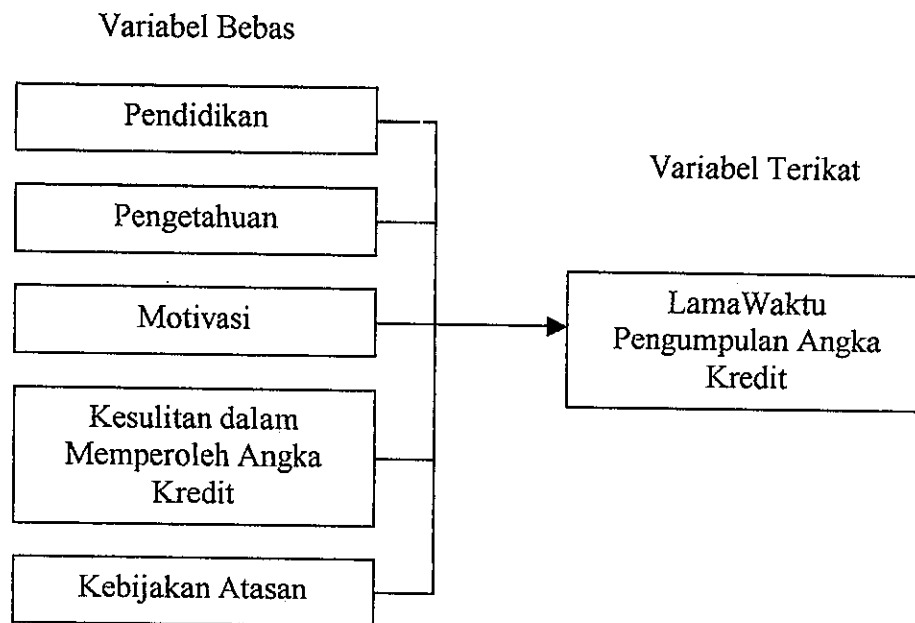 Variabel Bebas
Pendidikan
Pengetahuan
Motivasi
Kesulitan dalam
Memperoleh Angka
Kredit
Kebijakan Atasan
Variabel Terikat
LamaWaktu
Pengumpulan Angka
Kredit